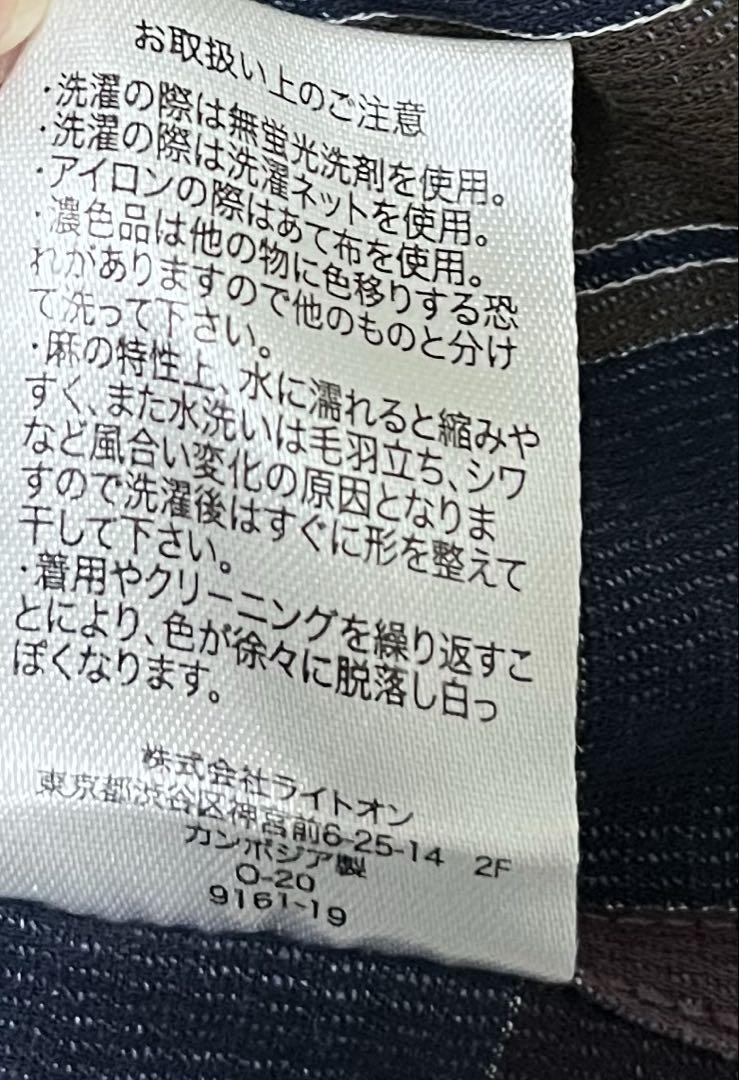 お取扱い上のご注意
・洗濯の際は無蛍光洗剤を使用。
・洗濯の際は洗濯ネットを使用。
・アイロンの際はあて布を使用。
・濃色品は他の物に色移りする恐
れがありますので他のものと分け
て洗って下さい。
・麻の特性上、水に濡れると縮みや
すく、また水洗いは毛羽立ち、シワ
など風合い変化の原因となりま
すので洗濯後はすぐに形を整えて
干して下さい。
・着用やクリーニングを繰り返すこ
とにより、色が徐々に脱落し白っ
ぽくなります。
株式会社ライトオン
東京都渋谷区神宮前6-25-14 2F
カンボジア製
O-20
9161-19